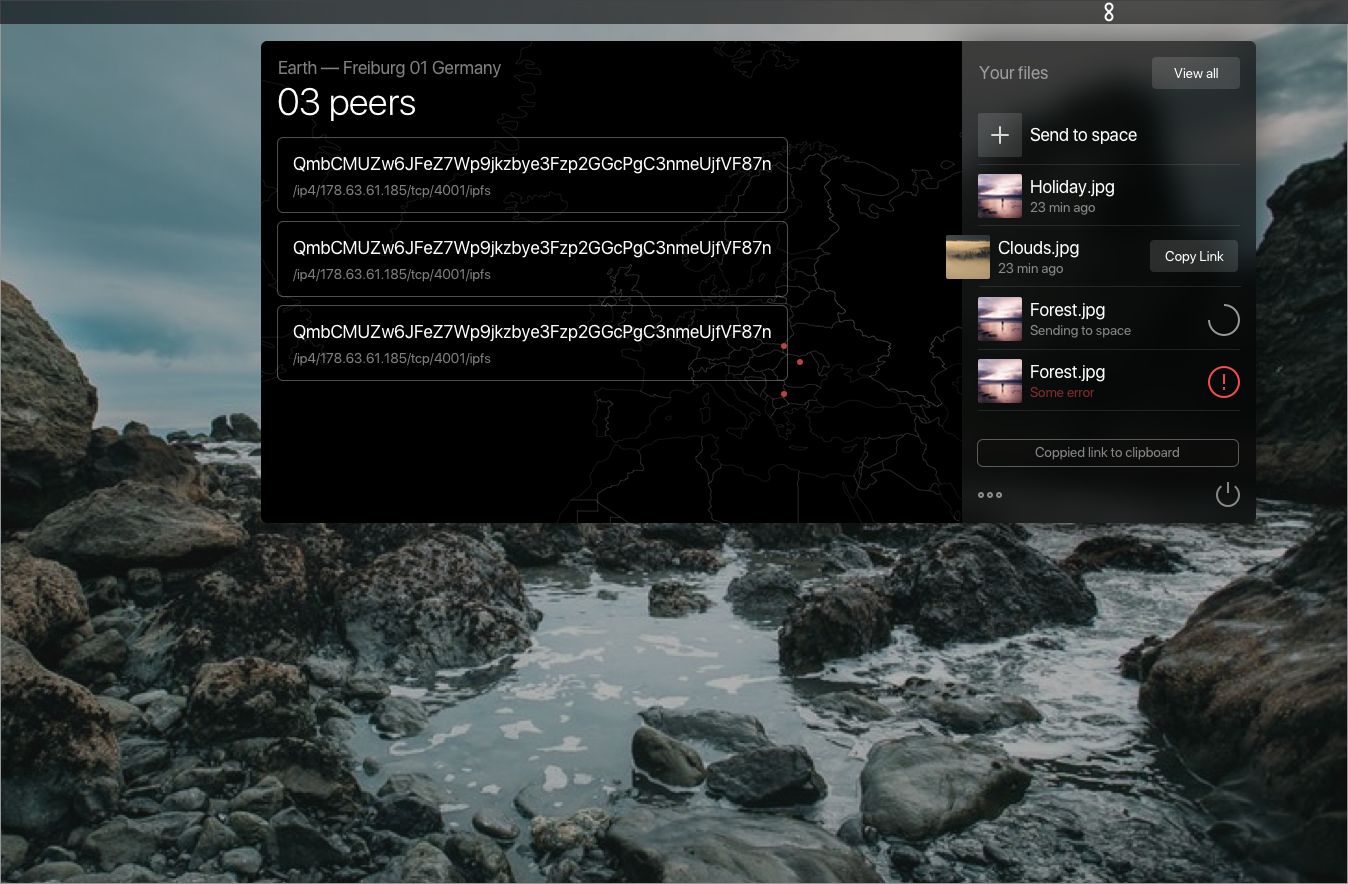 Earth — Freiburg 01 Germany
03 peers
QmbCMUZw6JFeZ7Wp9jkzbye3Fzp2GGcPgC3nmeUjfVF87n
/ip4/178.63.61.185/tcp/4001/ipfs
QmbCMUZw6JFeZ7Wp9jkzbye3Fzp2GGcPgC3nmeUjfVF87n
/ip4/178.63.61.185/tcp/4001/ipfs
QmbCMUZw6JFeZ7Wp9jkzbye3Fzp2GGcPgC3nmeUjfVF87n
/ip4/178.63.61.185/tcp/4001/ipfs
Your files
View all
Send to space
Holiday.jpg
23 min ago
Clouds.jpg
23 min ago
Copy Link
Forest.jpg
Sending to space
Forest.jpg
Some error
Coppied link to clipboard